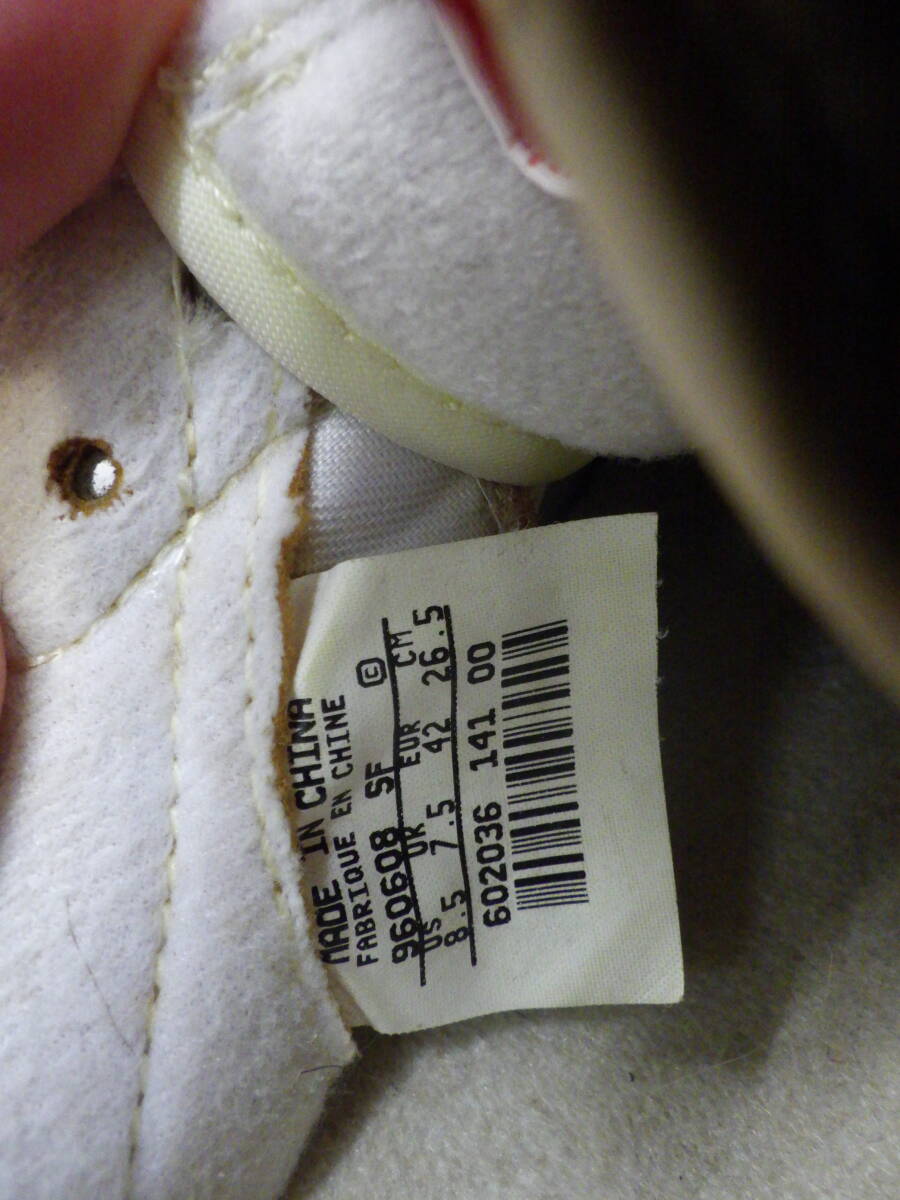 MADE IN CHINA
FABRIQUE EN CHINE
960608 SF Ⓒ
US UK EUR CM
8.5 7.5 42 26.5
602036 141 00